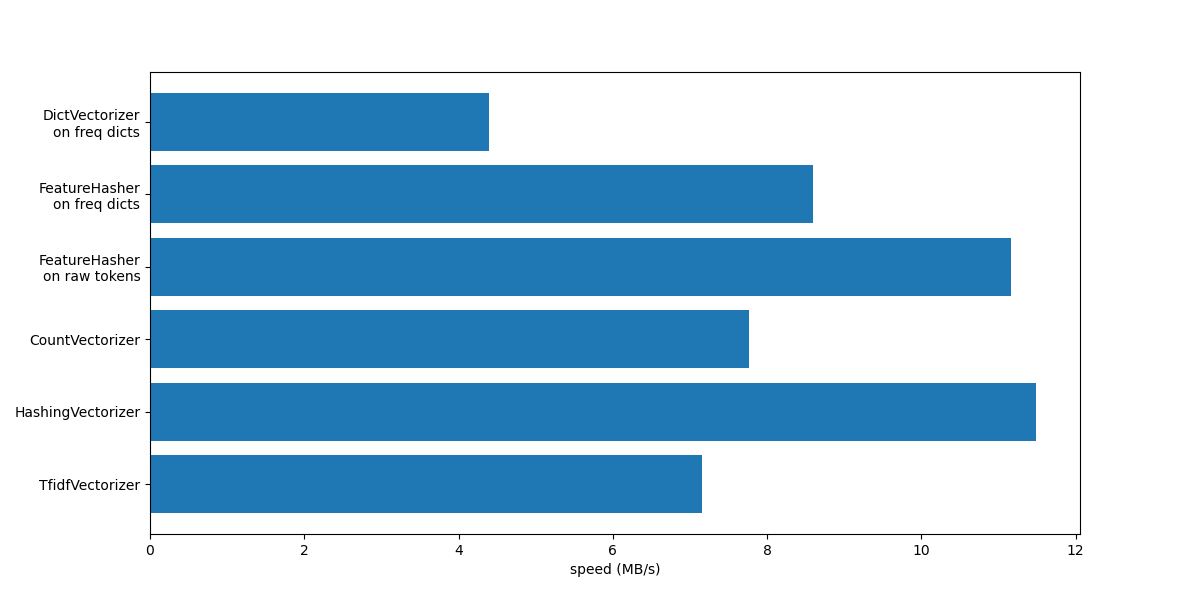 DictVectorizer
on freq dicts
FeatureHasher
on freq dicts
FeatureHasher
on raw tokens
CountVectorizer
HashingVectorizer
TfidfVectorizer
0 2 4 6 8 10 12
speed (MB/s)